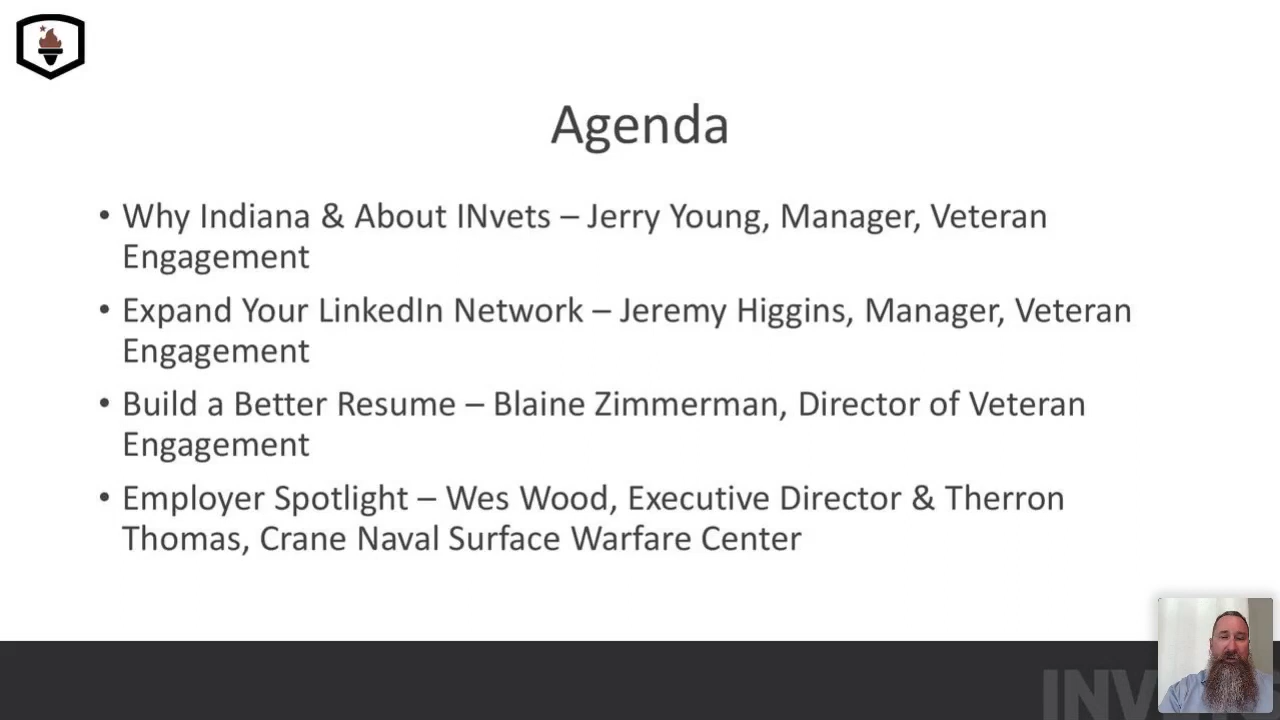 Agenda
• Why Indiana & About INvets – Jerry Young, Manager, Veteran
Engagement
• Expand Your LinkedIn Network – Jeremy Higgins, Manager, Veteran
Engagement
• Build a Better Resume – Blaine Zimmerman, Director of Veteran
Engagement
• Employer Spotlight – Wes Wood, Executive Director & Therron
Thomas, Crane Naval Surface Warfare Center